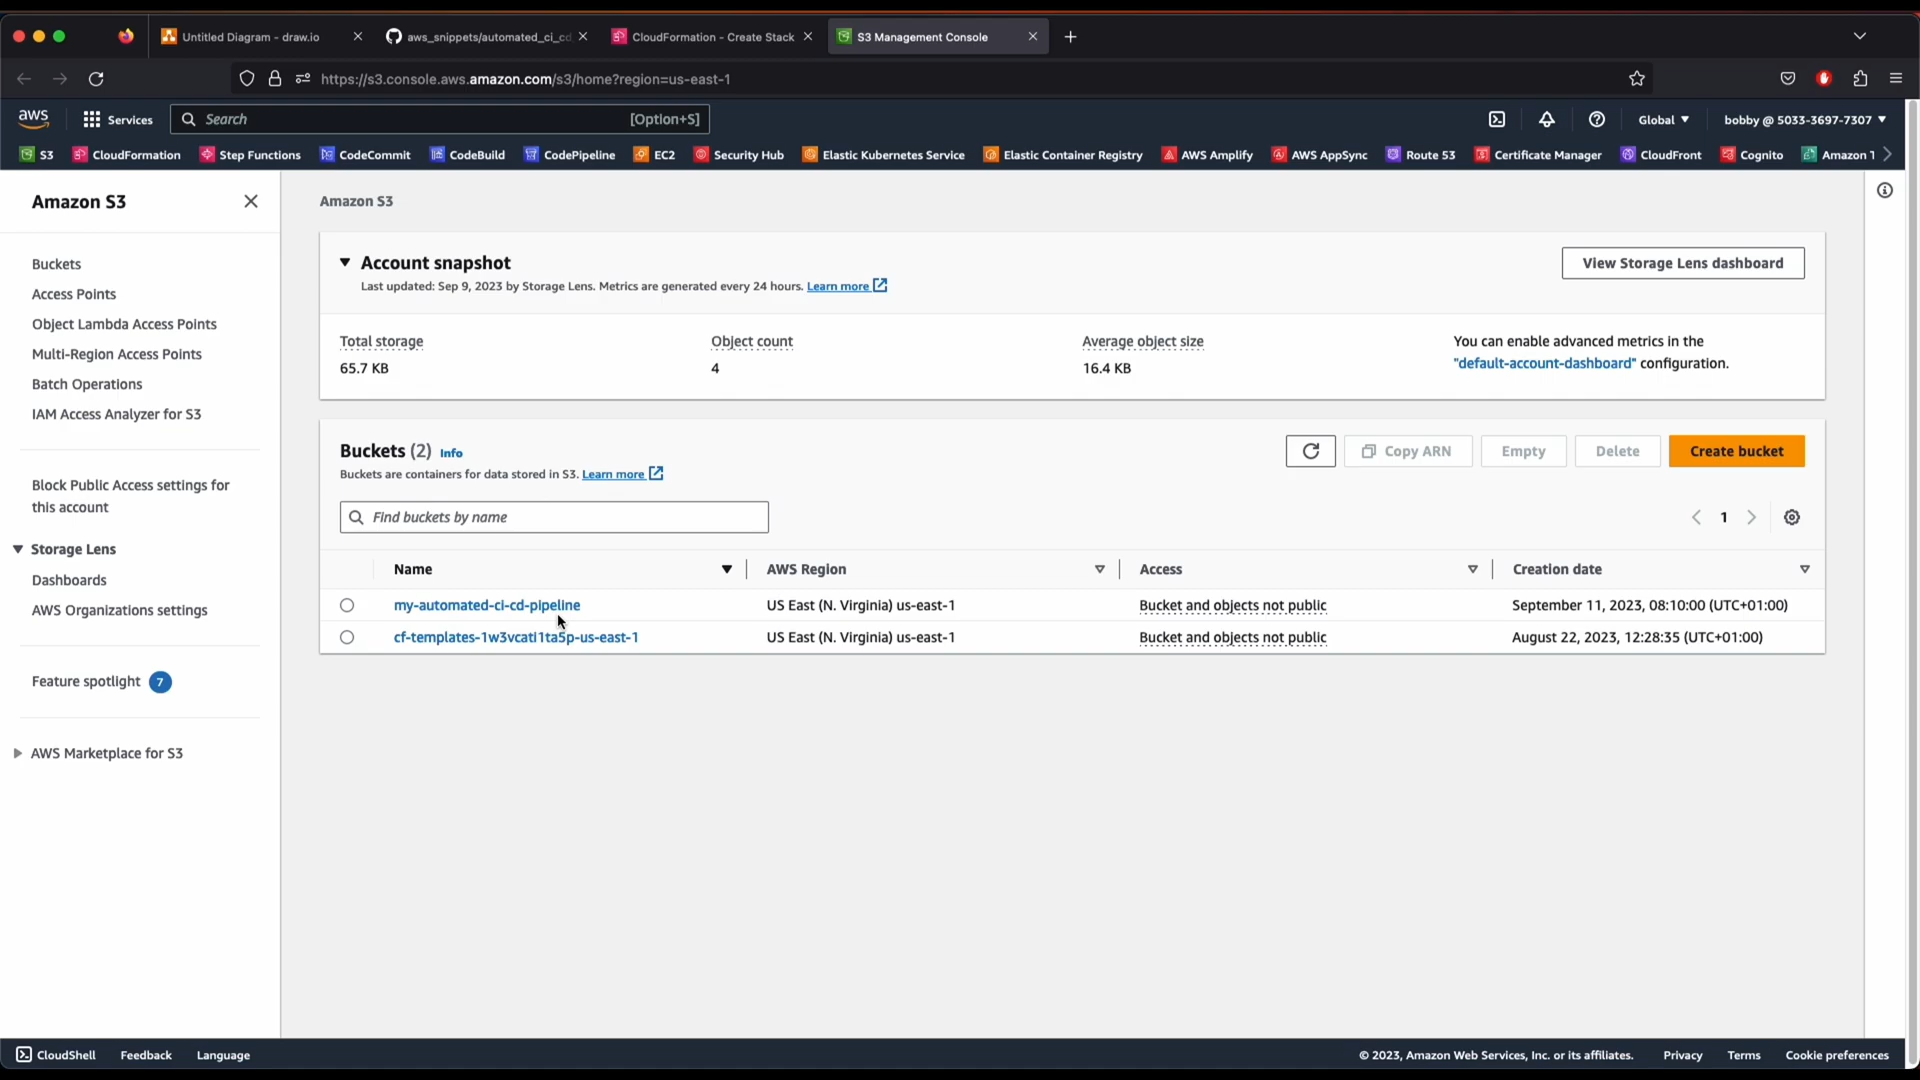 Untitled Diagram - draw.io
aws_snippets/automated_ci_cd
CloudFormation - Create Stack
S3 Management Console
https://s3.console.aws.amazon.com/s3/home?region=us-east-1
aws
Services
Search
[Option+S]
Global
bobby @ 5033-3697-7307
S3
CloudFormation
Step Functions
CodeCommit
CodeBuild
CodePipeline
EC2
Security Hub
Elastic Kubernetes Service
Elastic Container Registry
AWS Amplify
AWS AppSync
Route 53
Certificate Manager
CloudFront
Cognito
Amazon
Amazon S3
Buckets
Access Points
Object Lambda Access Points
Multi-Region Access Points
Batch Operations
IAM Access Analyzer for S3
Block Public Access settings for
this account
Storage Lens
Dashboards
AWS Organizations settings
Feature spotlight 7
AWS Marketplace for S3
Amazon S3
Account snapshot
Last updated: Sep 9, 2023 by Storage Lens. Metrics are generated every 24 hours. Learn more
View Storage Lens dashboard
Total storage
65.7 KB
Object count
4
Average object size
16.4 KB
You can enable advanced metrics in the
"default-account-dashboard" configuration.
Buckets (2) Info
Buckets are containers for data stored in S3. Learn more
Copy ARN
Empty
Delete
Create bucket
Find buckets by name
1
Name
AWS Region
Access
Creation date
my-automated-ci-cd-pipeline
US East (N. Virginia) us-east-1
Bucket and objects not public
September 11, 2023, 08:10:00 (UTC+01:00)
cf-templates-1w3vcati1ta5p-us-east-1
US East (N. Virginia) us-east-1
Bucket and objects not public
August 22, 2023, 12:28:35 (UTC+01:00)
CloudShell
Feedback
Language
© 2023, Amazon Web Services, Inc. or its affiliates.
Privacy
Terms
Cookie preferences